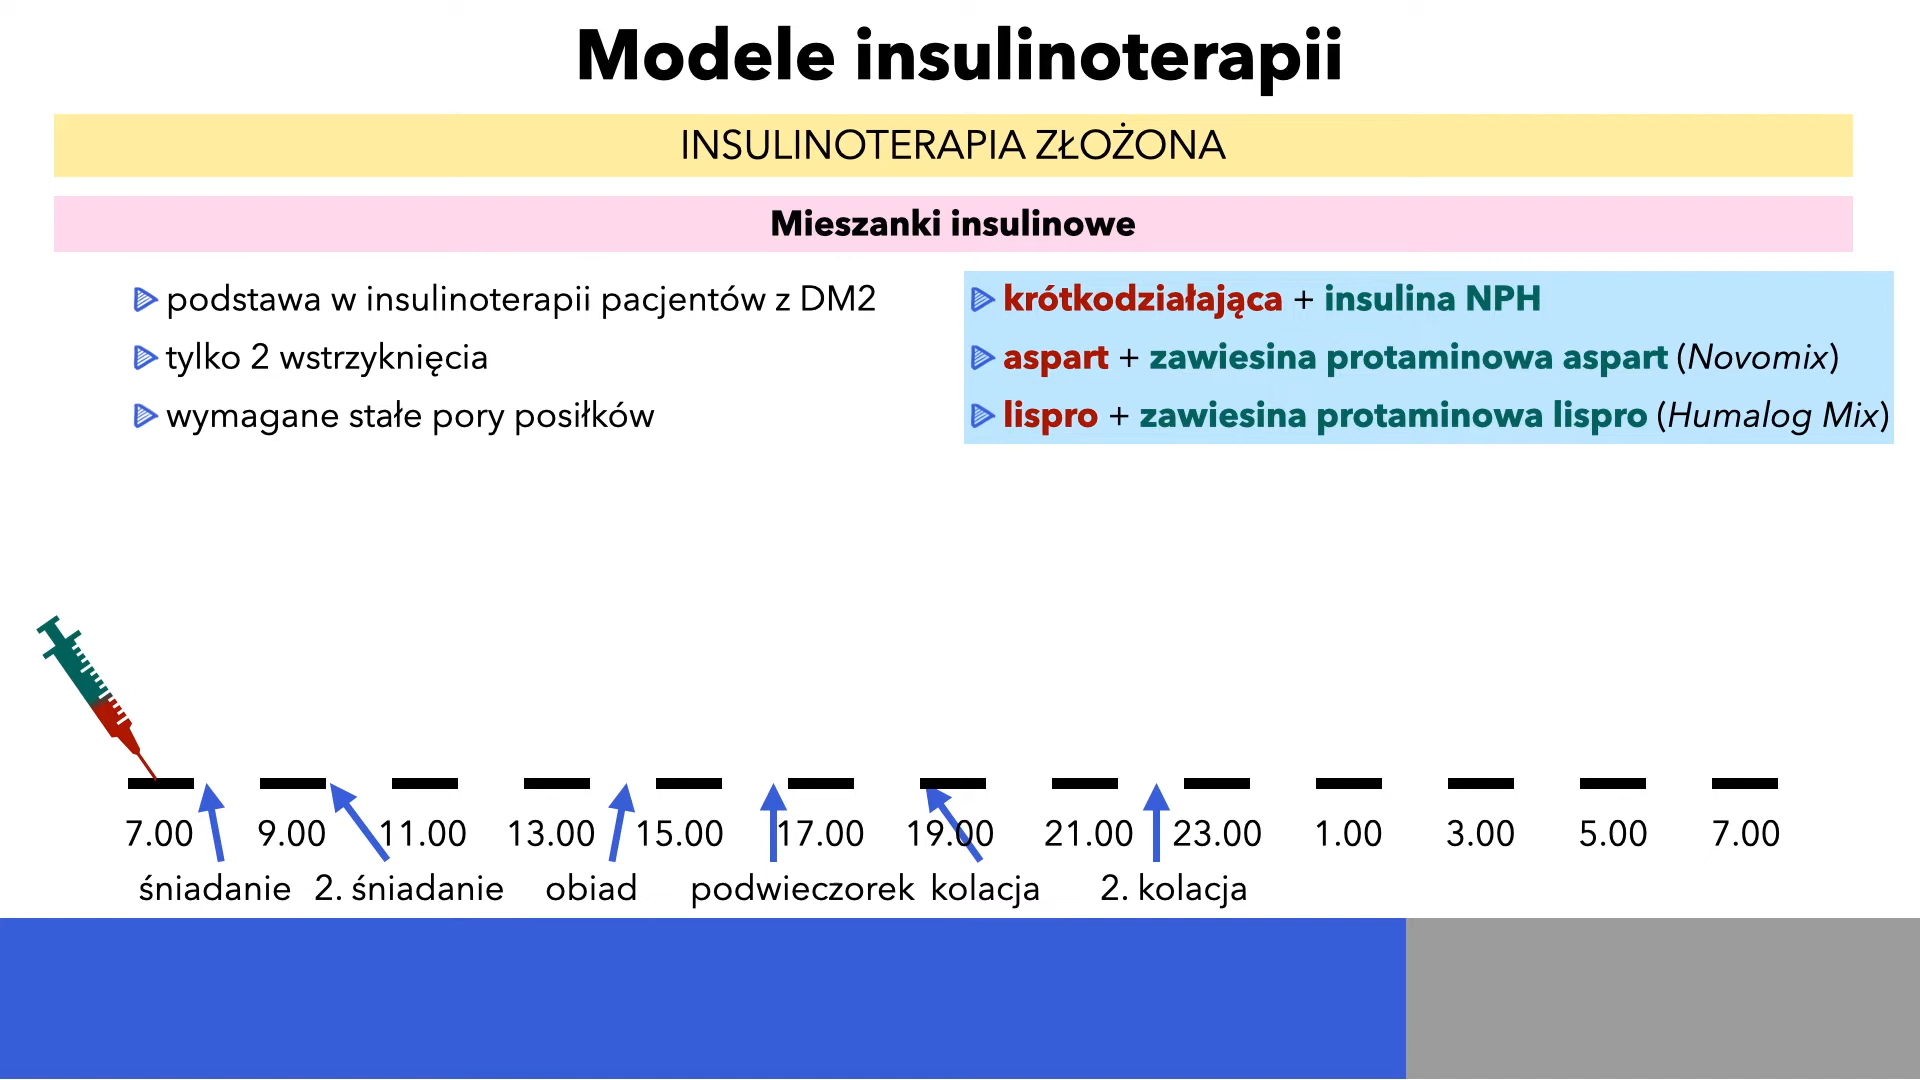 Modele insulinoterapii
INSULINOTERAPIA ZŁOŻONA
Mieszanki insulinowe
podstawa w insulinoterapii pacjentów z DM2
tylko 2 wstrzyknięcia
wymagane stałe pory posiłków
krótkodziałająca + insulina NPH
aspart + zawiesina protaminowa aspart (Novomix)
lispro + zawiesina protaminowa lispro (Humalog Mix)
7.00 9.00 11.00 13.00 15.00 17.00 19.00 21.00 23.00 1.00 3.00 5.00 7.00
śniadanie 2. śniadanie obiad podwieczorek kolacja 2. kolacja